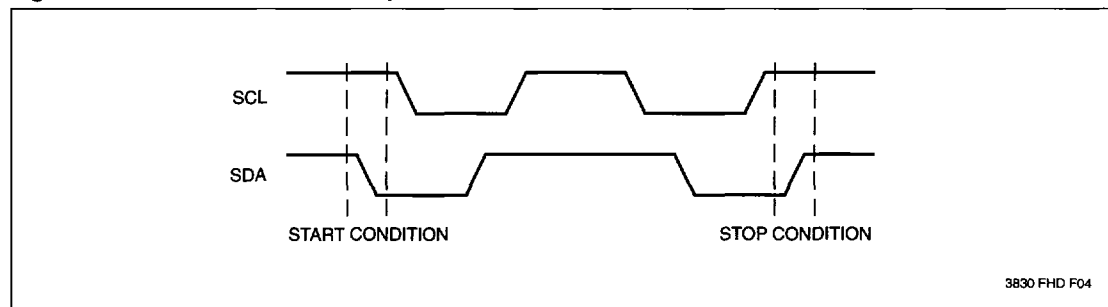 SCL
SDA
START CONDITION
STOP CONDITION
3830 FHD F04